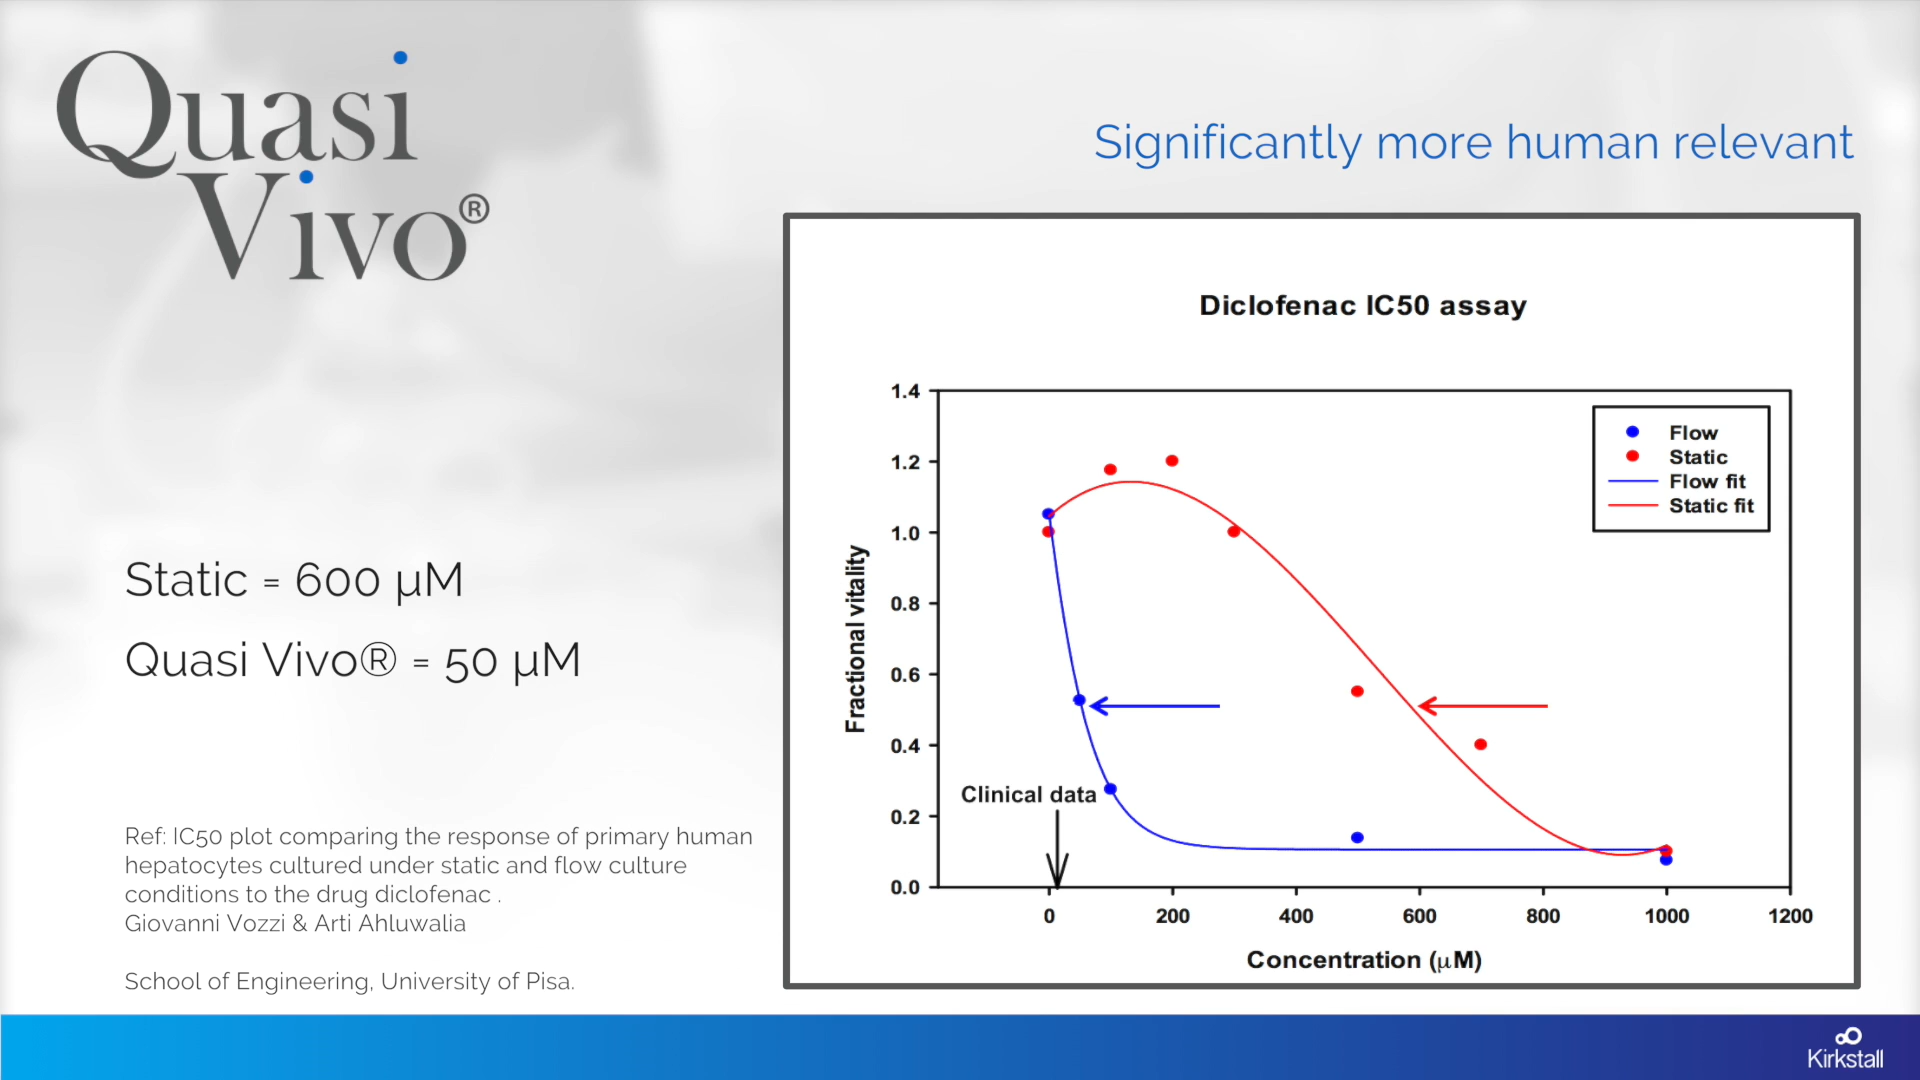 Quasi
Vivo®
Significantly more human relevant
Static = 600 µM
Quasi Vivo® = 50 µM
Ref: IC50 plot comparing the response of primary human
hepatocytes cultured under static and flow culture
conditions to the drug diclofenac .
Giovanni Vozzi & Arti Ahluwalia
School of Engineering, University of Pisa.
Diclofenac IC50 assay
1.4
1.2
1.0
0.8
0.6
0.4
0.2
0.0
Fractional vitality
Flow
Static
Flow fit
Static fit
Clinical data
0 200 400 600 800 1000 1200
Concentration (µM)
Kirkstall